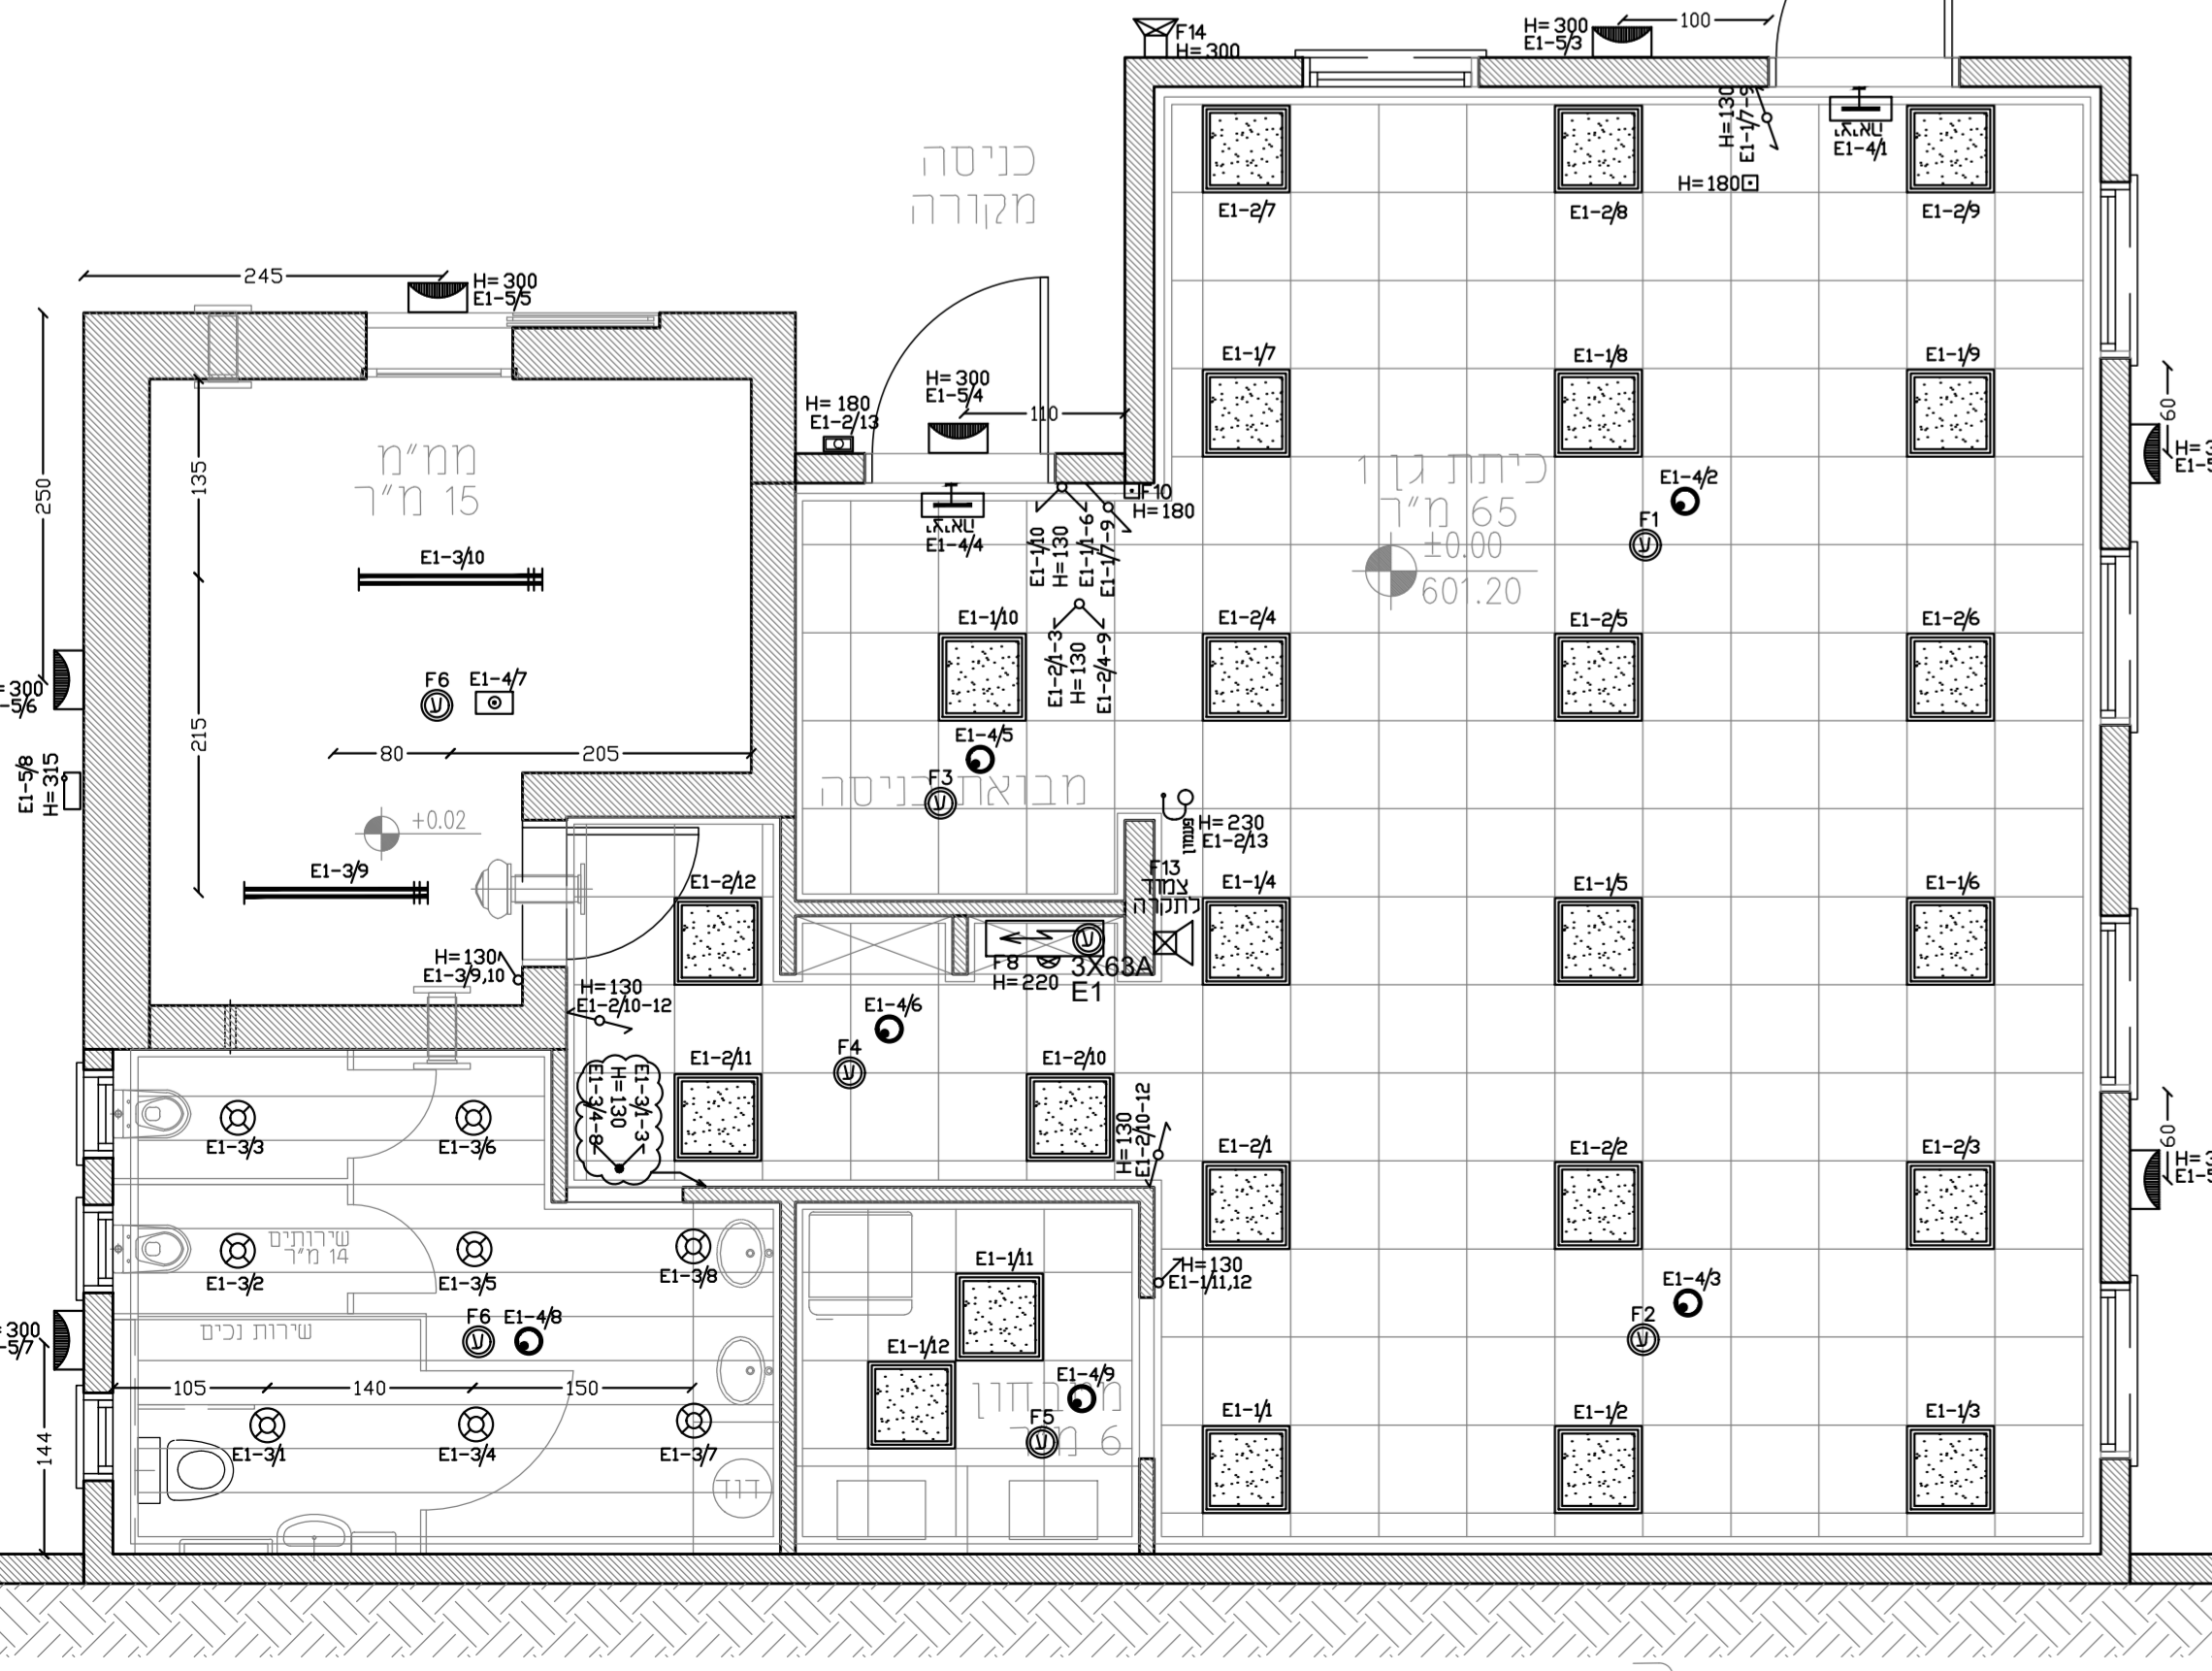 F14
H=300
H=300
E1-5/3
100
H=130
E1-1/7-9
יציאה
E1-4/1
H=180
E1-2/7
E1-2/8
E1-2/9
כניסה
מקורה
245
H=300
E1-5/5
250
135
ממ"מ
15 מ"ר
H=180
E1-2/13
H=300
E1-5/4
110
E1-1/7
E1-1/8
E1-1/9
60
F10
H=180
יציאה
E1-4/4
E1-1/10
H=130
E1-1/1-6
E1-1/7-9
כיתת גן 1
65 מ"ר
±0.00
601.20
E1-4/2
F1
E1-3/10
E1-1/10
E1-2/1-3
H=130
E1-2/4-9
E1-2/4
E1-2/5
E1-2/6
F6
E1-4/7
215
80
205
E1-5/8
H=315
E1-4/5
F3
מבואת כניסה
+0.02
H=230
E1-2/13
E1-3/9
F13
צמוד
לתקרה
E1-2/12
E1-1/4
E1-1/5
E1-1/6
H=130
E1-3/9,10
H=130
E1-2/10-12
F8
H=220
3X63A
E1
E1-4/6
F4
E1-2/11
E1-2/10
E1-3/4-8
H=130
E1-3/1-3
H=130
E1-2/10-12
E1-2/1
E1-2/2
E1-2/3
60
E1-3/3
E1-3/6
שירותים
14 מ"ר
E1-3/2
E1-3/5
E1-3/8
E1-1/11
H=130
E1-1/11,12
E1-4/3
F2
שירות נכים
F6
E1-4/8
E1-1/12
E1-4/9
F5
105
140
150
144
E1-3/1
E1-3/4
E1-3/7
דוד
E1-1/1
E1-1/2
E1-1/3